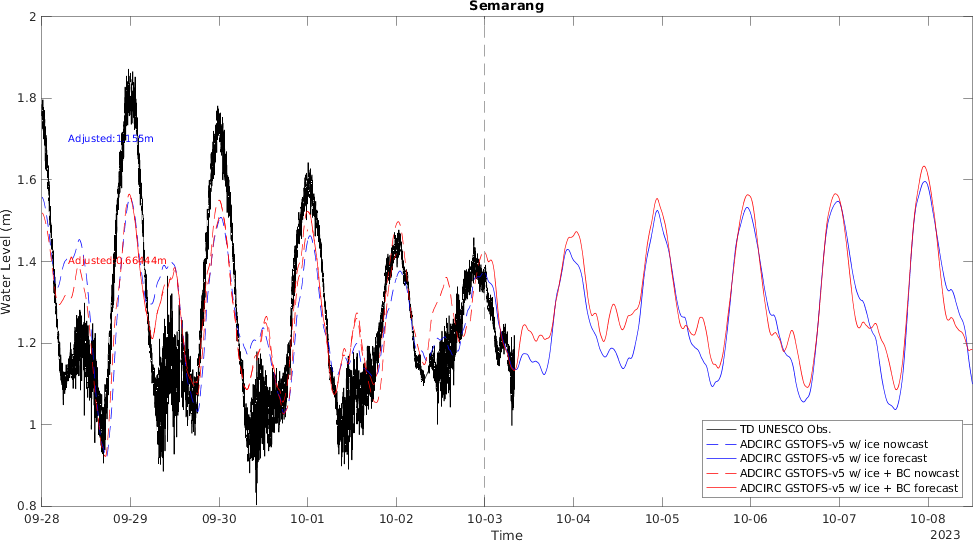 Semarang
2
1.8
1.6
1.4
1.2
1
0.8
Water Level (m)
Adjusted:1.155m
Adjusted:0.66444m
TD UNESCO Obs.
ADCIRC GSTOFS-v5 w/ ice nowcast
ADCIRC GSTOFS-v5 w/ ice forecast
ADCIRC GSTOFS-v5 w/ ice + BC nowcast
ADCIRC GSTOFS-v5 w/ ice + BC forecast
09-28 09-29 09-30 10-01 10-02 10-03 10-04 10-05 10-06 10-07 10-08
Time
2023